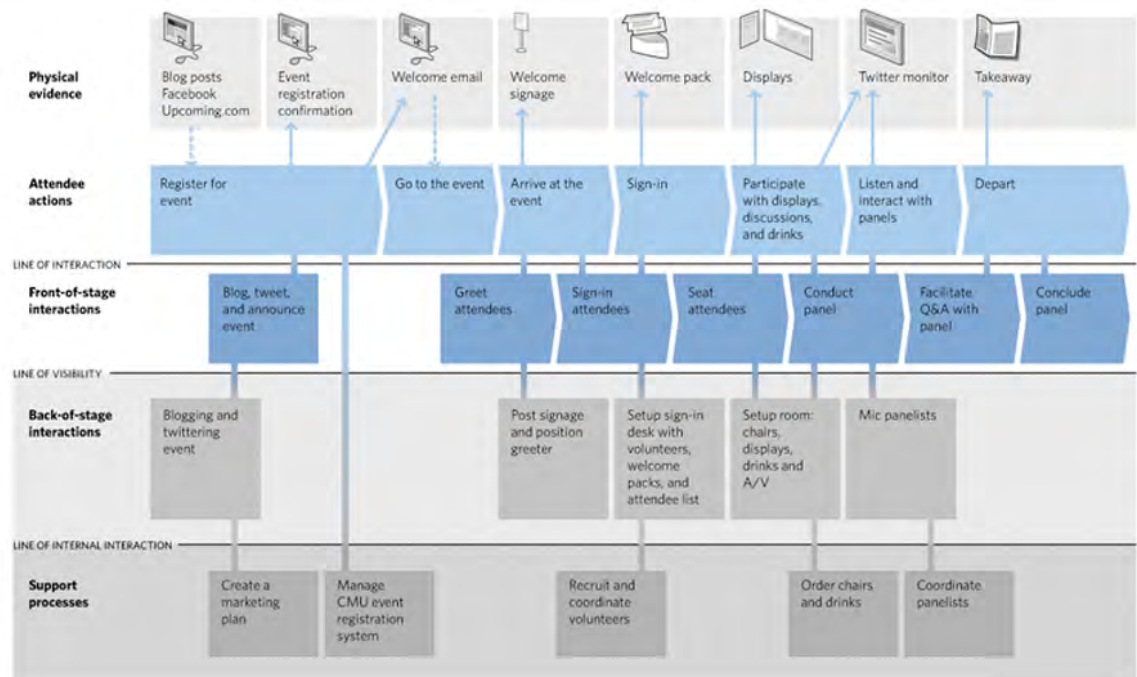 Physical
evidence
Blog posts
Facebook
Upcoming.com
Event
registration
confirmation
Welcome email
Welcome
signage
Welcome pack
Displays
Twitter monitor
Takeaway
Attendee
actions
Register for
event
Go to the event
Arrive at the
event
Sign-in
Participate
with displays,
discussions,
and drinks
Listen and
interact with
panels
Depart
LINE OF INTERACTION
Front-of-stage
interactions
Blog, tweet,
and announce
event
Greet
attendees
Sign-in
attendees
Seat
attendees
Conduct
panel
Facilitate
Q&A with
panel
Conclude
panel
LINE OF VISIBILITY
Back-of-stage
interactions
Blogging and
twittering
event
Post signage
and position
greeter
Setup sign-in
desk with
volunteers,
welcome
packs, and
attendee list
Setup room:
chairs,
displays,
drinks and
A/V
Mic panelists
LINE OF INTERNAL INTERACTION
Support
processes
Create a
marketing
plan
Manage
CMU event
registration
system
Recruit and
coordinate
volunteers
Order chairs
and drinks
Coordinate
panelists